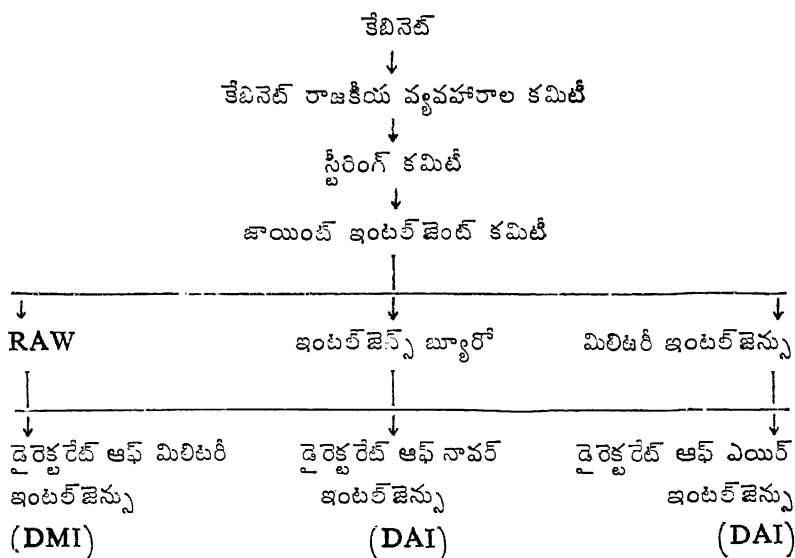 కేబినెట్
కేబినెట్ రాజకీయ వ్యవహారాల కమిటీ
స్టీరింగ్ కమిటీ
జాయింట్ ఇంటల్‌జెంట్ కమిటీ
RAW ఇంటల్‌జెన్స్ బ్యూరో మిలిటరీ ఇంటల్‌జెన్సు
డైరెక్టరేట్ ఆఫ్ మిలిటరీ డైరెక్టరేట్ ఆఫ్ నావర్ డైరెక్టరేట్ ఆఫ్ ఎయిర్
ఇంటల్‌జెన్సు ఇంటల్‌జెన్సు ఇంటల్‌జెన్సు
(DMI) (DAI) (DAI)